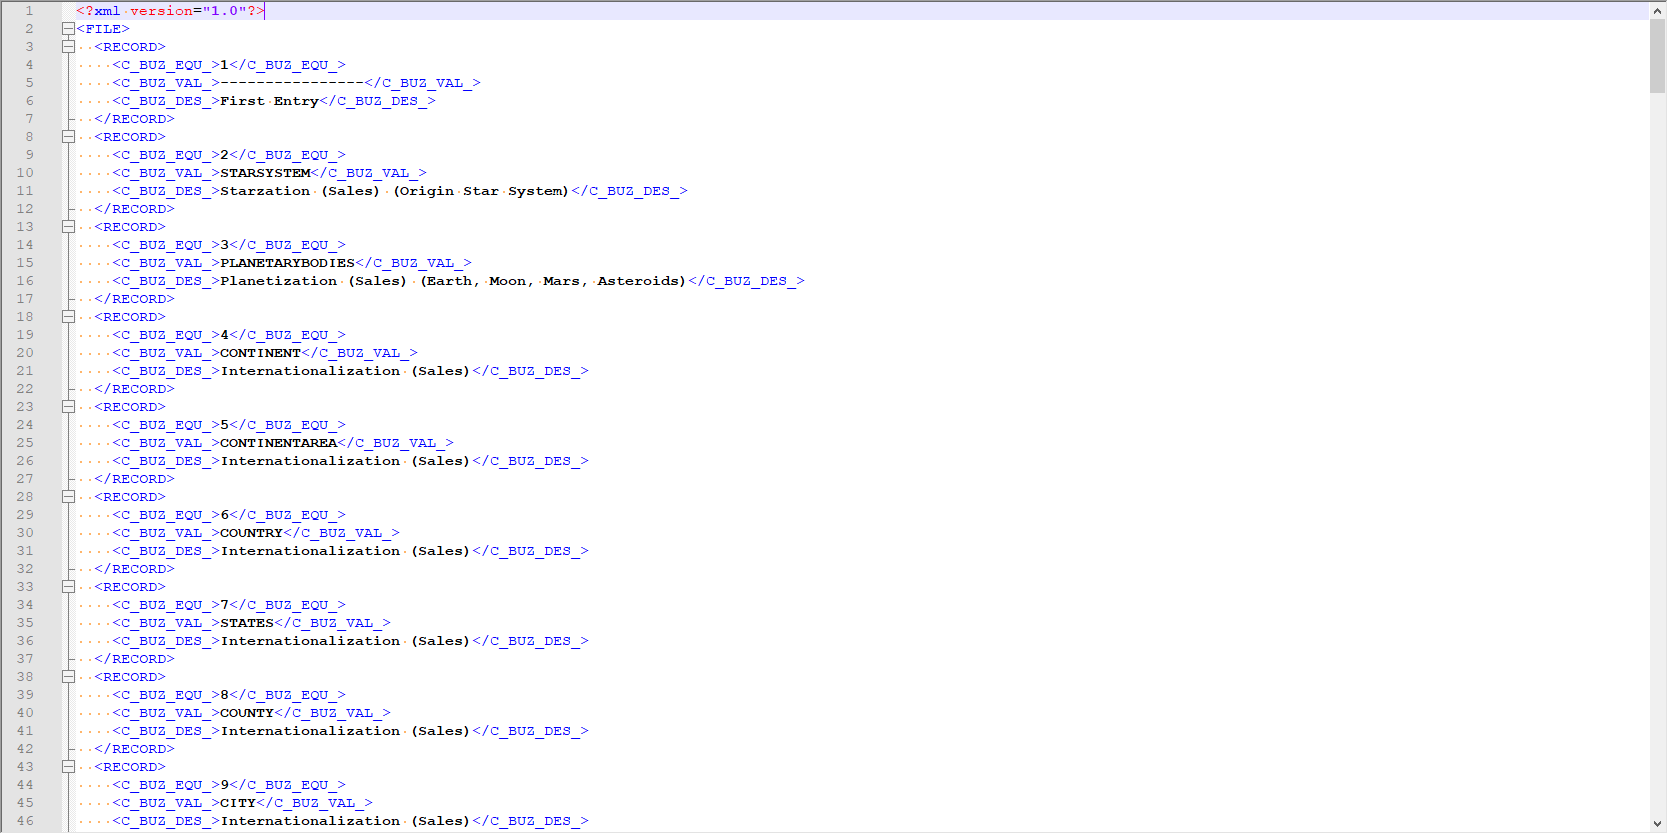 1 <?xml version="1.0"?>
2 <FILE>
3 <RECORD>
4 <C_BUZ_EQU_>1</C_BUZ_EQU_>
5 <C_BUZ_VAL_>----------------</C_BUZ_VAL_>
6 <C_BUZ_DES_>First Entry</C_BUZ_DES_>
7 </RECORD>
8 <RECORD>
9 <C_BUZ_EQU_>2</C_BUZ_EQU_>
10 <C_BUZ_VAL_>STARSYSTEM</C_BUZ_VAL_>
11 <C_BUZ_DES_>Starzation (Sales) (Origin Star System)</C_BUZ_DES_>
12 </RECORD>
13 <RECORD>
14 <C_BUZ_EQU_>3</C_BUZ_EQU_>
15 <C_BUZ_VAL_>PLANETARYBODIES</C_BUZ_VAL_>
16 <C_BUZ_DES_>Planetization (Sales) (Earth, Moon, Mars, Asteroids)</C_BUZ_DES_>
17 </RECORD>
18 <RECORD>
19 <C_BUZ_EQU_>4</C_BUZ_EQU_>
20 <C_BUZ_VAL_>CONTINENT</C_BUZ_VAL_>
21 <C_BUZ_DES_>Internationalization (Sales)</C_BUZ_DES_>
22 </RECORD>
23 <RECORD>
24 <C_BUZ_EQU_>5</C_BUZ_EQU_>
25 <C_BUZ_VAL_>CONTINENTAREA</C_BUZ_VAL_>
26 <C_BUZ_DES_>Internationalization (Sales)</C_BUZ_DES_>
27 </RECORD>
28 <RECORD>
29 <C_BUZ_EQU_>6</C_BUZ_EQU_>
30 <C_BUZ_VAL_>COUNTRY</C_BUZ_VAL_>
31 <C_BUZ_DES_>Internationalization (Sales)</C_BUZ_DES_>
32 </RECORD>
33 <RECORD>
34 <C_BUZ_EQU_>7</C_BUZ_EQU_>
35 <C_BUZ_VAL_>STATES</C_BUZ_VAL_>
36 <C_BUZ_DES_>Internationalization (Sales)</C_BUZ_DES_>
37 </RECORD>
38 <RECORD>
39 <C_BUZ_EQU_>8</C_BUZ_EQU_>
40 <C_BUZ_VAL_>COUNTY</C_BUZ_VAL_>
41 <C_BUZ_DES_>Internationalization (Sales)</C_BUZ_DES_>
42 </RECORD>
43 <RECORD>
44 <C_BUZ_EQU_>9</C_BUZ_EQU_>
45 <C_BUZ_VAL_>CITY</C_BUZ_VAL_>
46 <C_BUZ_DES_>Internationalization (Sales)</C_BUZ_DES_>